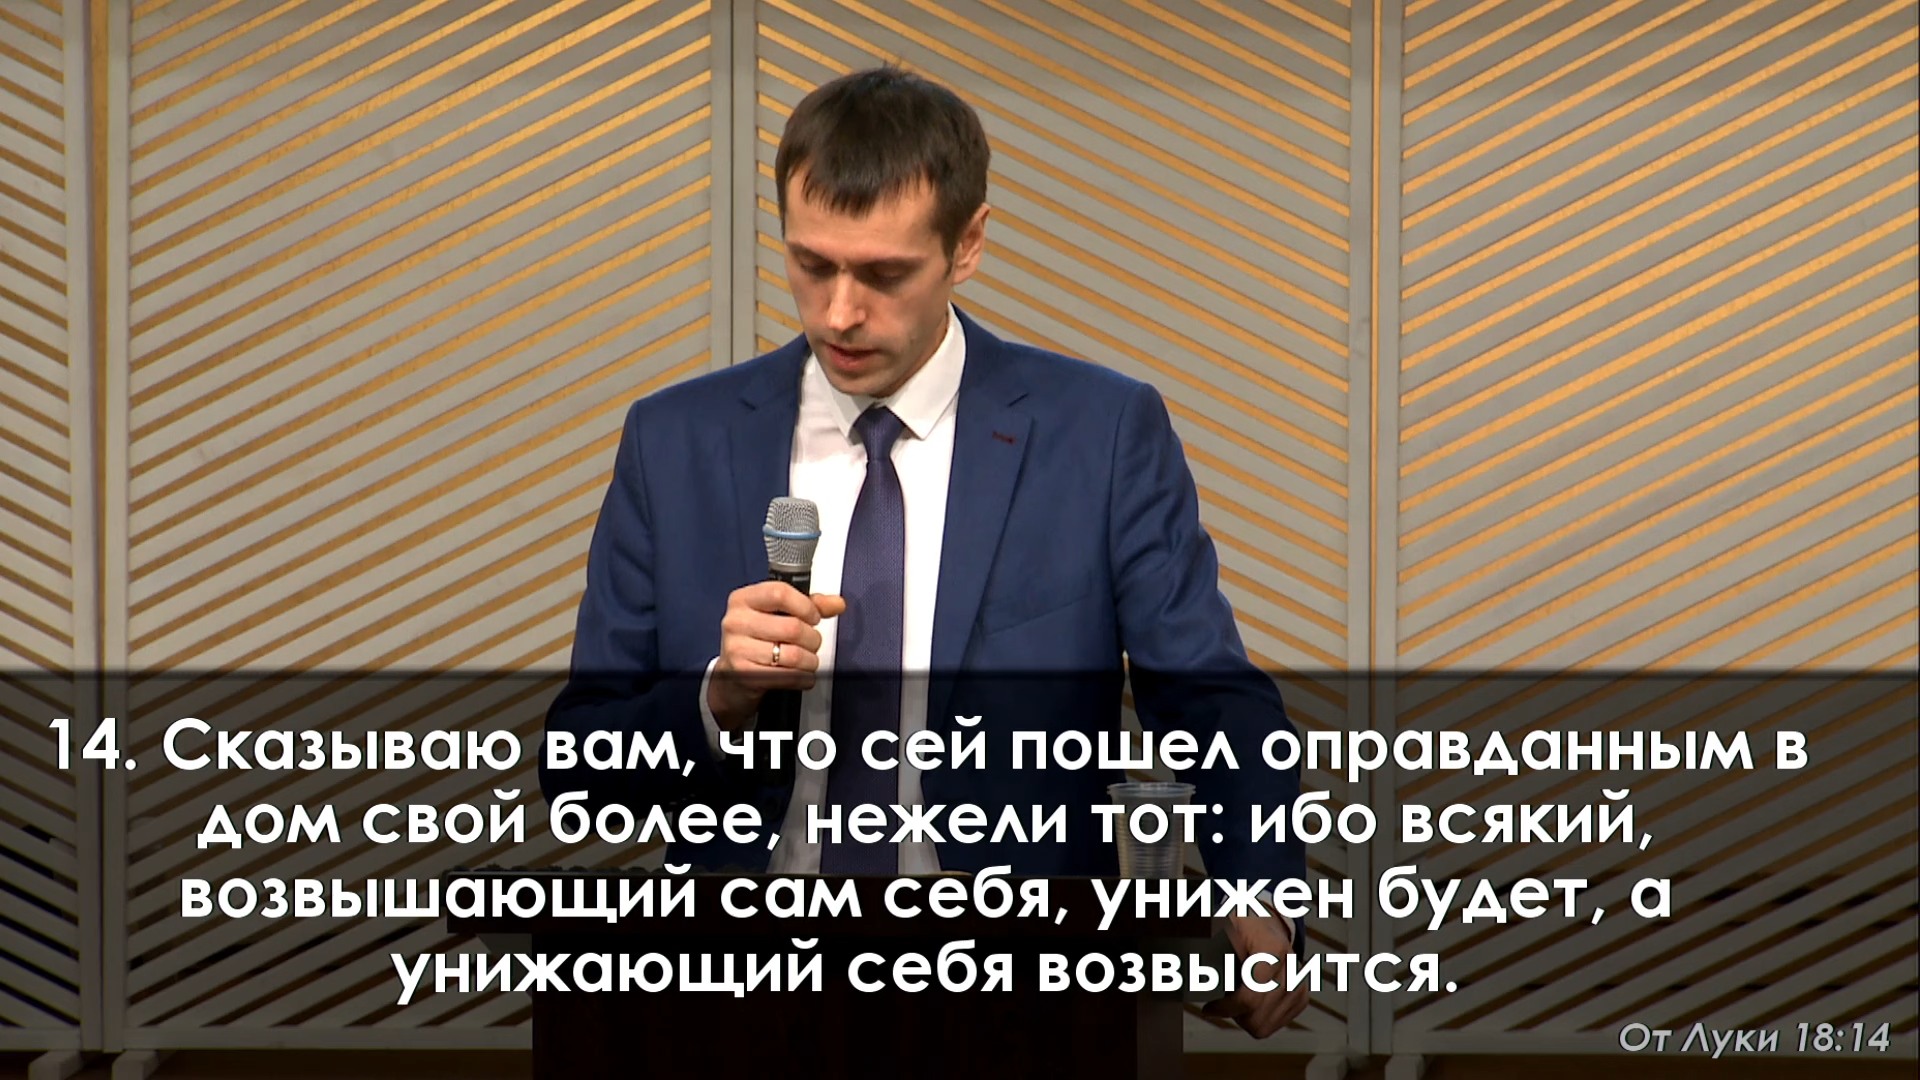 14. Сказываю вам, что сей пошел оправданным в
дом свой более, нежели тот: ибо всякий,
возвышающий сам себя, унижен будет, а
унижающий себя возвысится.
От Луки 18:14